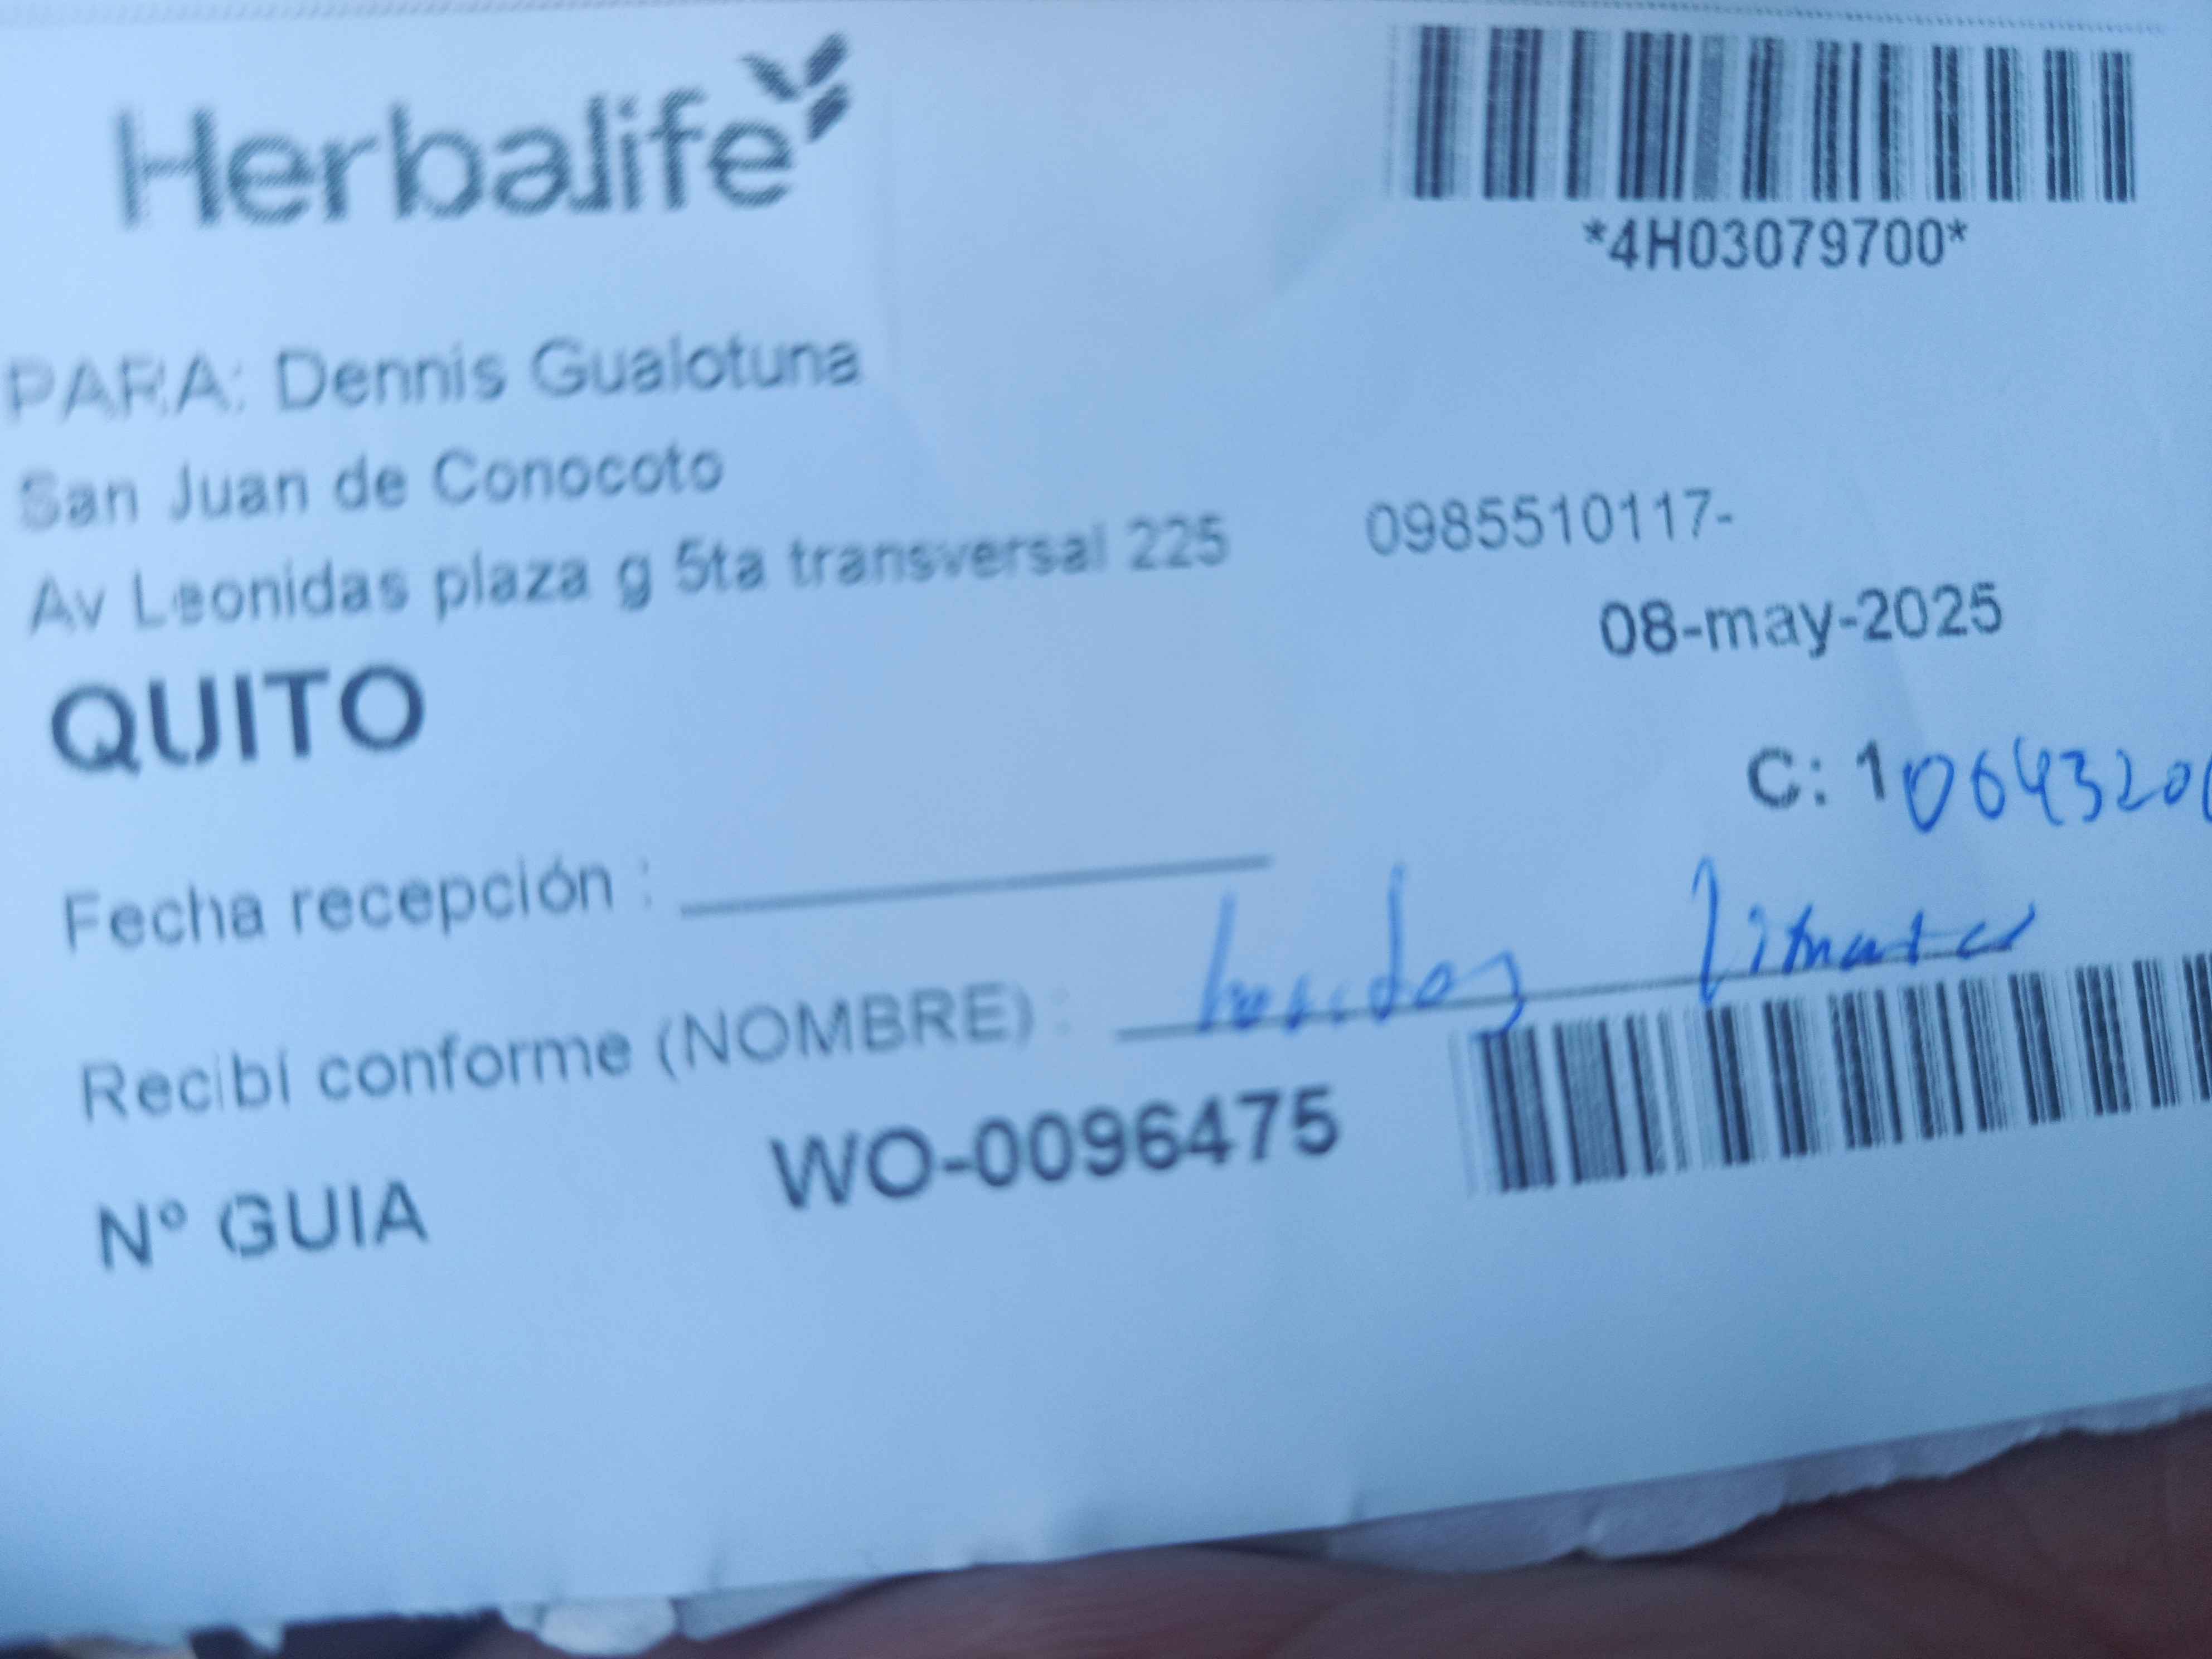 Herbalife
*4H03079700*
PARA: Dennis Gualotuna
San Juan de Conocoto
Av Leonidas plaza g 5ta transversal 225 0985510117-
08-may-2025
QUITO
C: 1 0643206
Fecha recepción :
Recibí conforme (NOMBRE) :
Nº GUIA WO-0096475